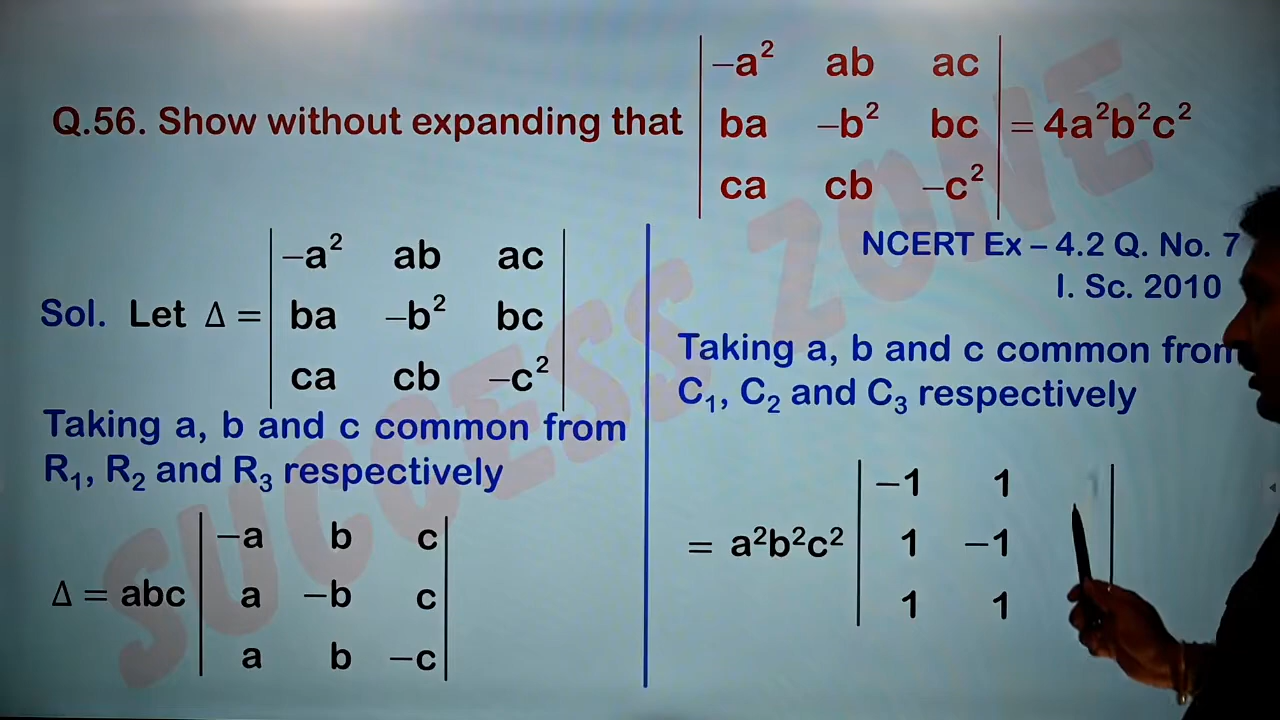 Q.56. Show without expanding that | −a² ab ac | = 4a²b²c²
| ba −b² bc |
| ca cb −c² |
NCERT Ex – 4.2 Q. No. 7
I. Sc. 2010
Sol. Let Δ = | −a² ab ac |
| ba −b² bc |
| ca cb −c² |
Taking a, b and c common from
R₁, R₂ and R₃ respectively
Δ = abc | −a b c |
| a −b c |
| a b −c |
Taking a, b and c common from
C₁, C₂ and C₃ respectively
= a²b²c² | −1 1 1 |
| 1 −1 |
| 1 1 |
SUCCESS ZONE